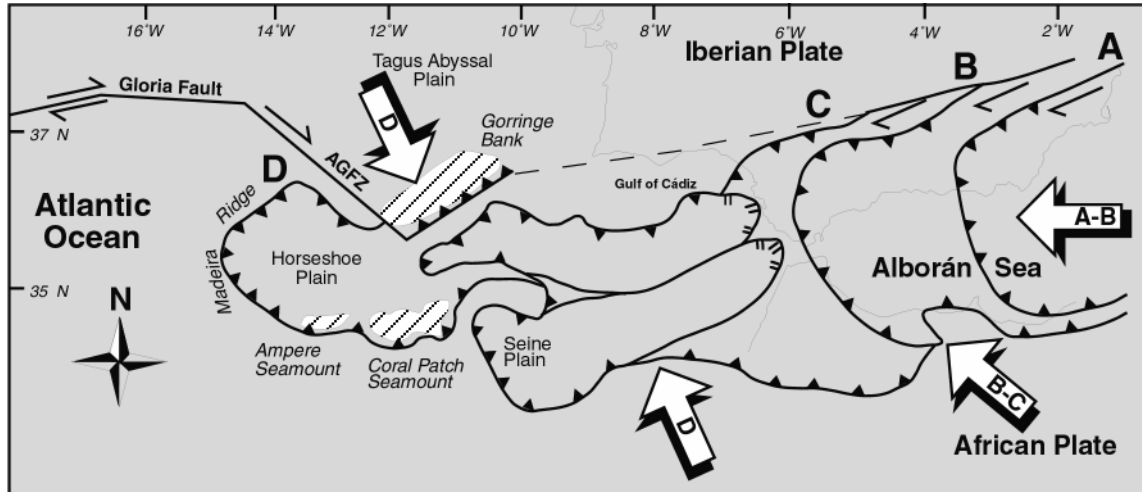 16°W 14°W 12°W 10°W 8°W 6°W 4°W 2°W
Iberian Plate
A
B
C
Tagus Abyssal
Plain
Gloria Fault
D
Gorringe
Bank
37 N
AGFZ
D
Ridge
Madeira
Gulf of Cádiz
Atlantic
Ocean
Horseshoe
Plain
A-B
Alborán Sea
35 N
N
Ampere
Seamount
Coral Patch
Seamount
Seine
Plain
B-C
D
African Plate